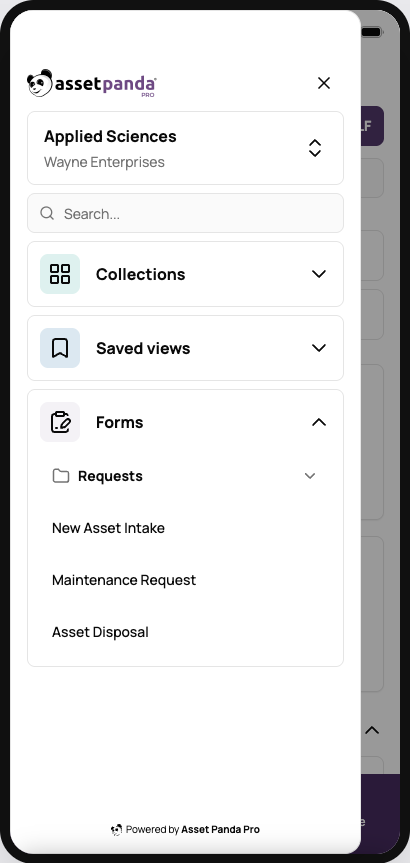 assetpanda
PRO
LF
Applied Sciences
Wayne Enterprises
Search...
Collections
Saved views
Forms
Requests
New Asset Intake
Maintenance Request
Asset Disposal
e
Powered by Asset Panda Pro